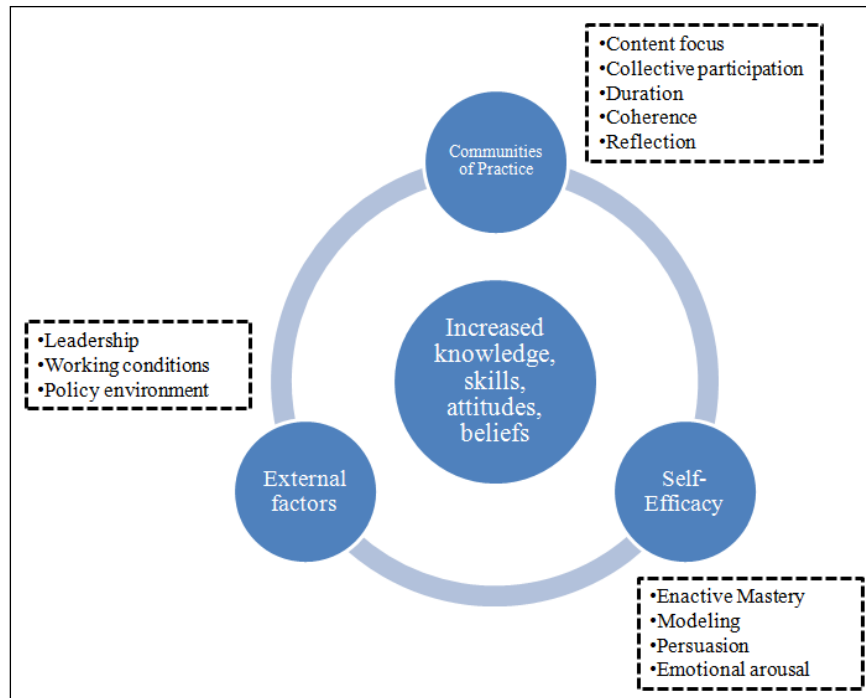 •Content focus
•Collective participation
•Duration
•Coherence
•Reflection
Communities
of Practice
Increased
knowledge,
skills,
attitudes,
beliefs
•Leadership
•Working conditions
•Policy environment
External
factors
Self-
Efficacy
•Enactive Mastery
•Modeling
•Persuasion
•Emotional arousal